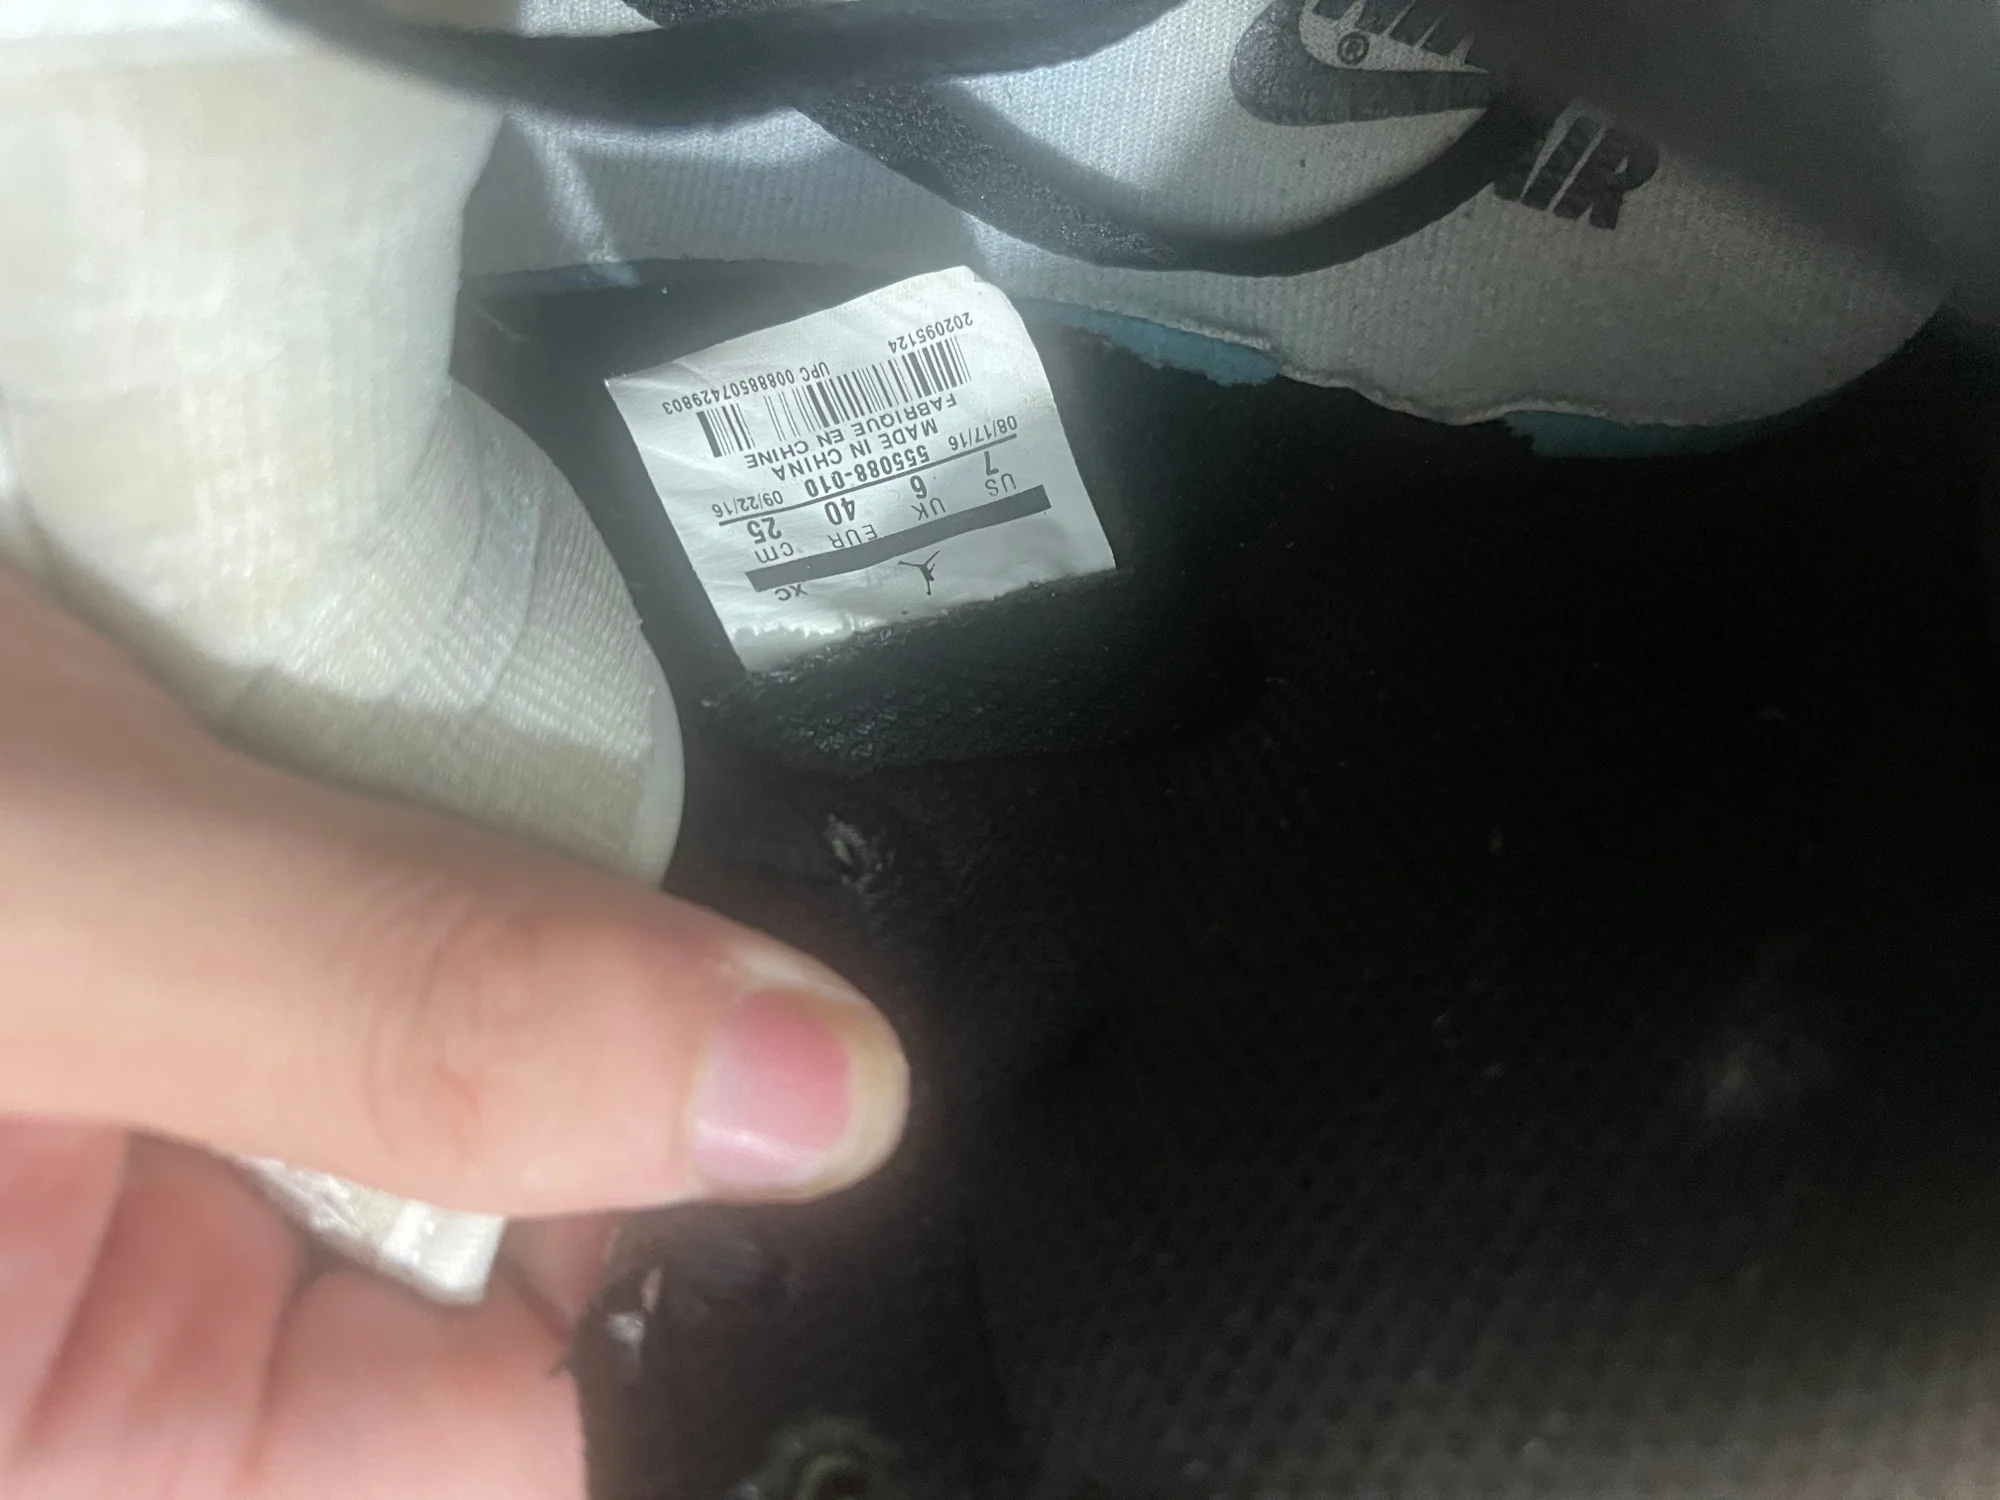 XC
US UK EUR cm
7 6 40 25
08/17/16 555088-010 09/22/16
MADE IN CHINA
FABRIQUE EN CHINE
UPC 00888507429803
202095124
®
AIR